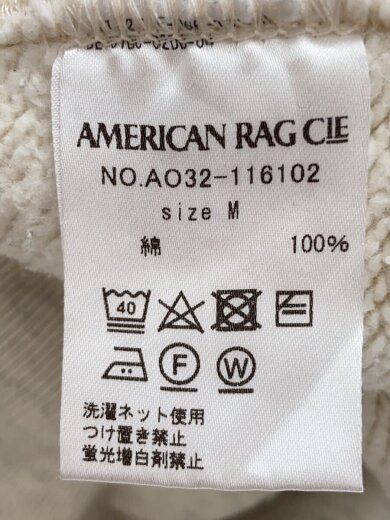 AMERICAN RAG CIE
NO.AO32-116102
size M
綿 100%
40
F W
洗濯ネット使用
つけ置き禁止
蛍光増白剤禁止